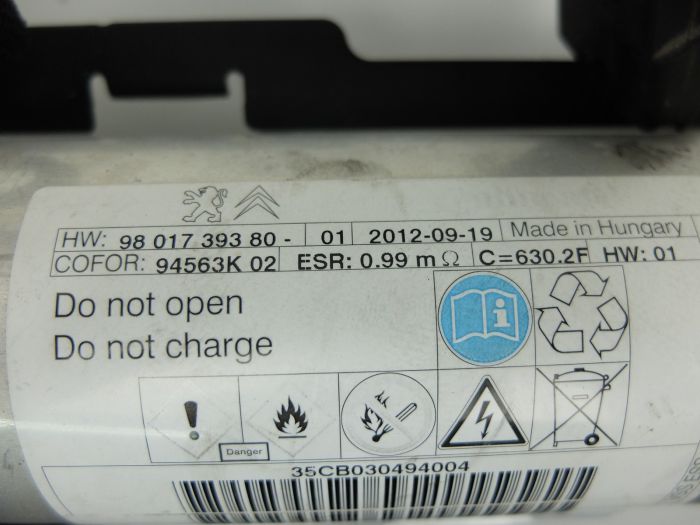 HW: 98 017 393 80 - 01 2012-09-19 Made in Hungary
COFOR: 94563K 02 ESR: 0.99 m Ω C=630.2F HW: 01
Do not open
Do not charge
Danger
35CB030494004